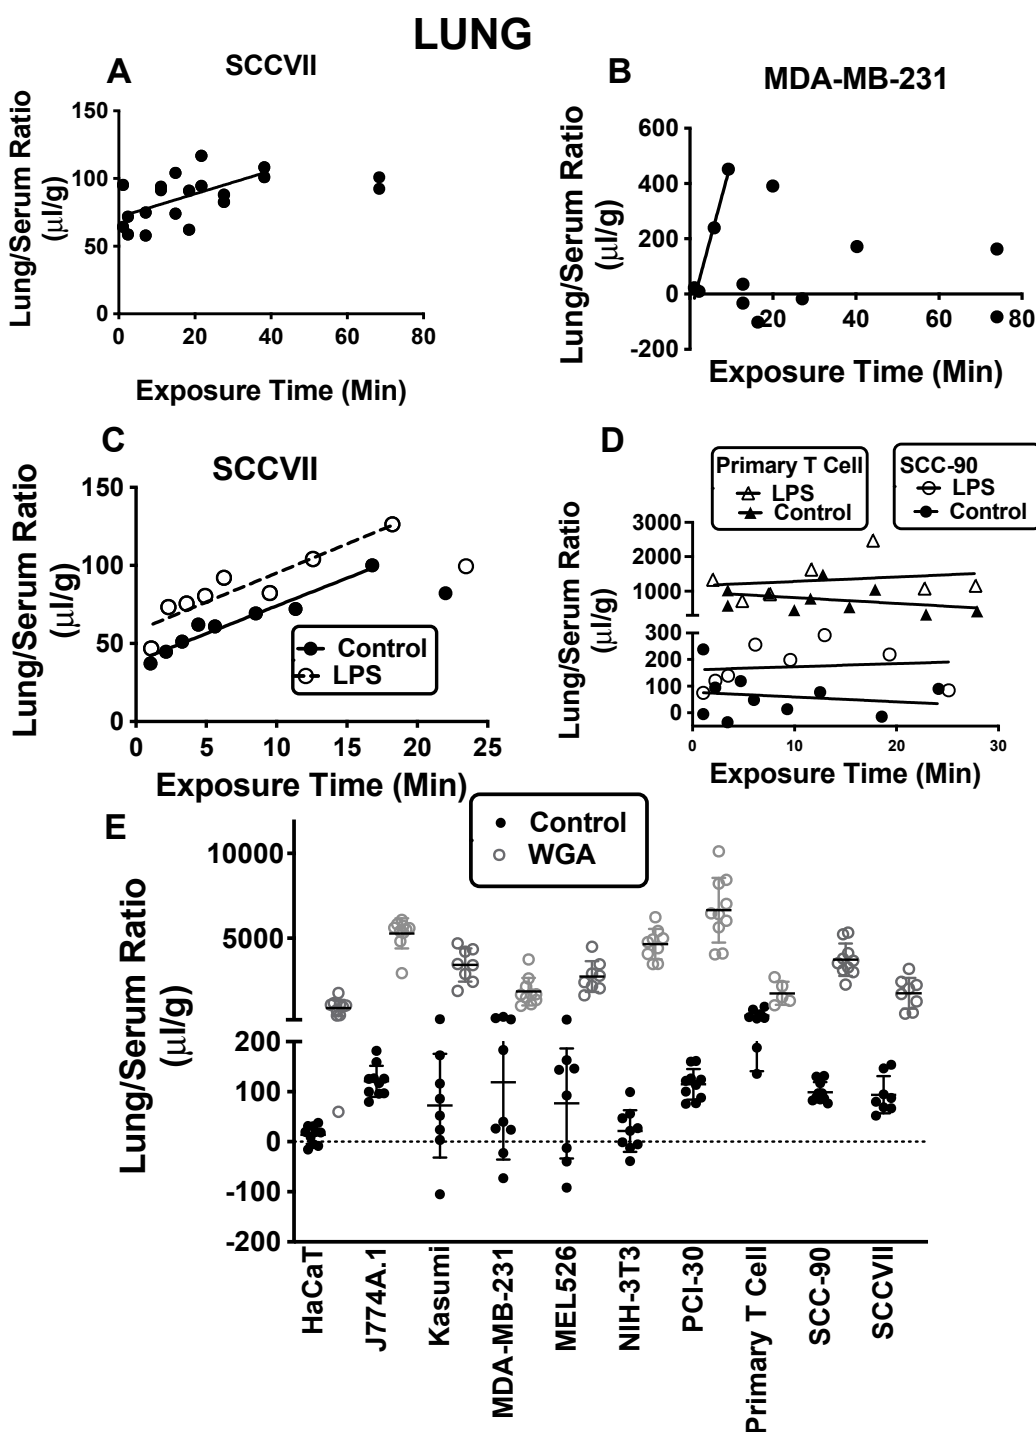 LUNG
A
SCCVII
Lung/Serum Ratio
(μl/g)
150
100
50
0
0 20 40 60 80
Exposure Time (Min)
B
MDA-MB-231
Lung/Serum Ratio
(μl/g)
600
400
200
0
-200
20 40 60 80
Exposure Time (Min)
C
SCCVII
Lung/Serum Ratio
(μl/g)
150
100
50
0
Control
LPS
0 5 10 15 20 25
Exposure Time (Min)
D
Primary T Cell
LPS
Control
SCC-90
LPS
Control
Lung/Serum Ratio
(μl/g)
3000
2000
1000
300
200
100
0
0 10 20 30
Exposure Time (Min)
E
Control
WGA
Lung/Serum Ratio
(μl/g)
10000
5000
200
100
0
-100
-200
HaCaT
J774A.1
Kasumi
MDA-MB-231
MEL526
NIH-3T3
PCI-30
Primary T Cell
SCC-90
SCCVII